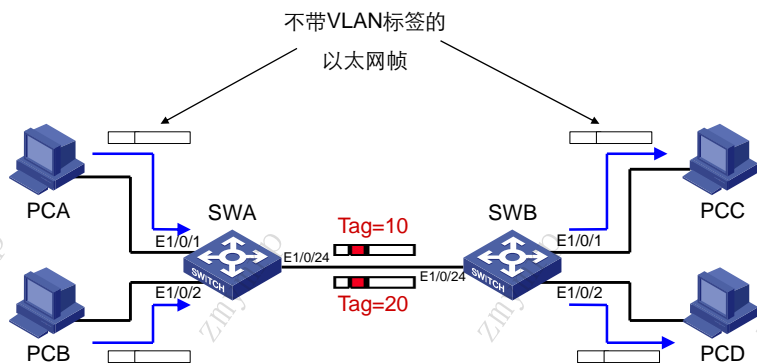 不带VLAN标签的
以太网帧
PCA
SWA
Tag=10
SWB
PCC
E1/0/1
E1/0/24
E1/0/24
E1/0/1
SWITCH
SWITCH
E1/0/2
Tag=20
E1/0/2
PCB
PCD